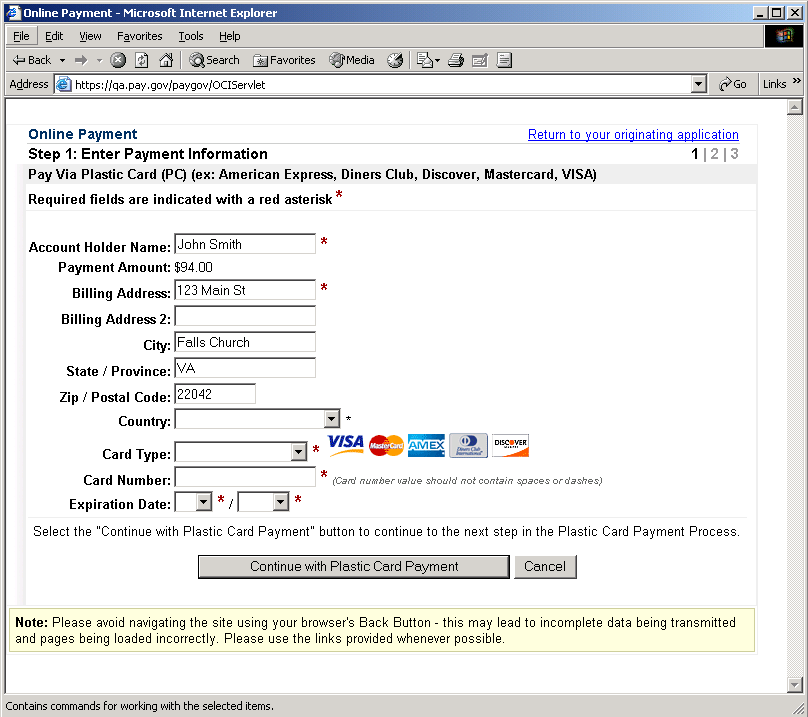 Online Payment - Microsoft Internet Explorer
File Edit View Favorites Tools Help
Back Search Favorites Media
Address https://qa.pay.gov/paygov/OCIServlet Go Links »
Online Payment Return to your originating application
Step 1: Enter Payment Information 1 | 2 | 3
Pay Via Plastic Card (PC) (ex: American Express, Diners Club, Discover, Mastercard, VISA)
Required fields are indicated with a red asterisk *
Account Holder Name: John Smith *
Payment Amount: $94.00
Billing Address: 123 Main St *
Billing Address 2:
City: Falls Church
State / Province: VA
Zip / Postal Code: 22042
Country: *
Card Type: * VISA MasterCard AMEX Diners Club International DISCOVER
Card Number: * (Card number value should not contain spaces or dashes)
Expiration Date: * / *
Select the "Continue with Plastic Card Payment" button to continue to the next step in the Plastic Card Payment Process.
Continue with Plastic Card Payment Cancel
Note: Please avoid navigating the site using your browser's Back Button - this may lead to incomplete data being transmitted
and pages being loaded incorrectly. Please use the links provided whenever possible.
Contains commands for working with the selected items.